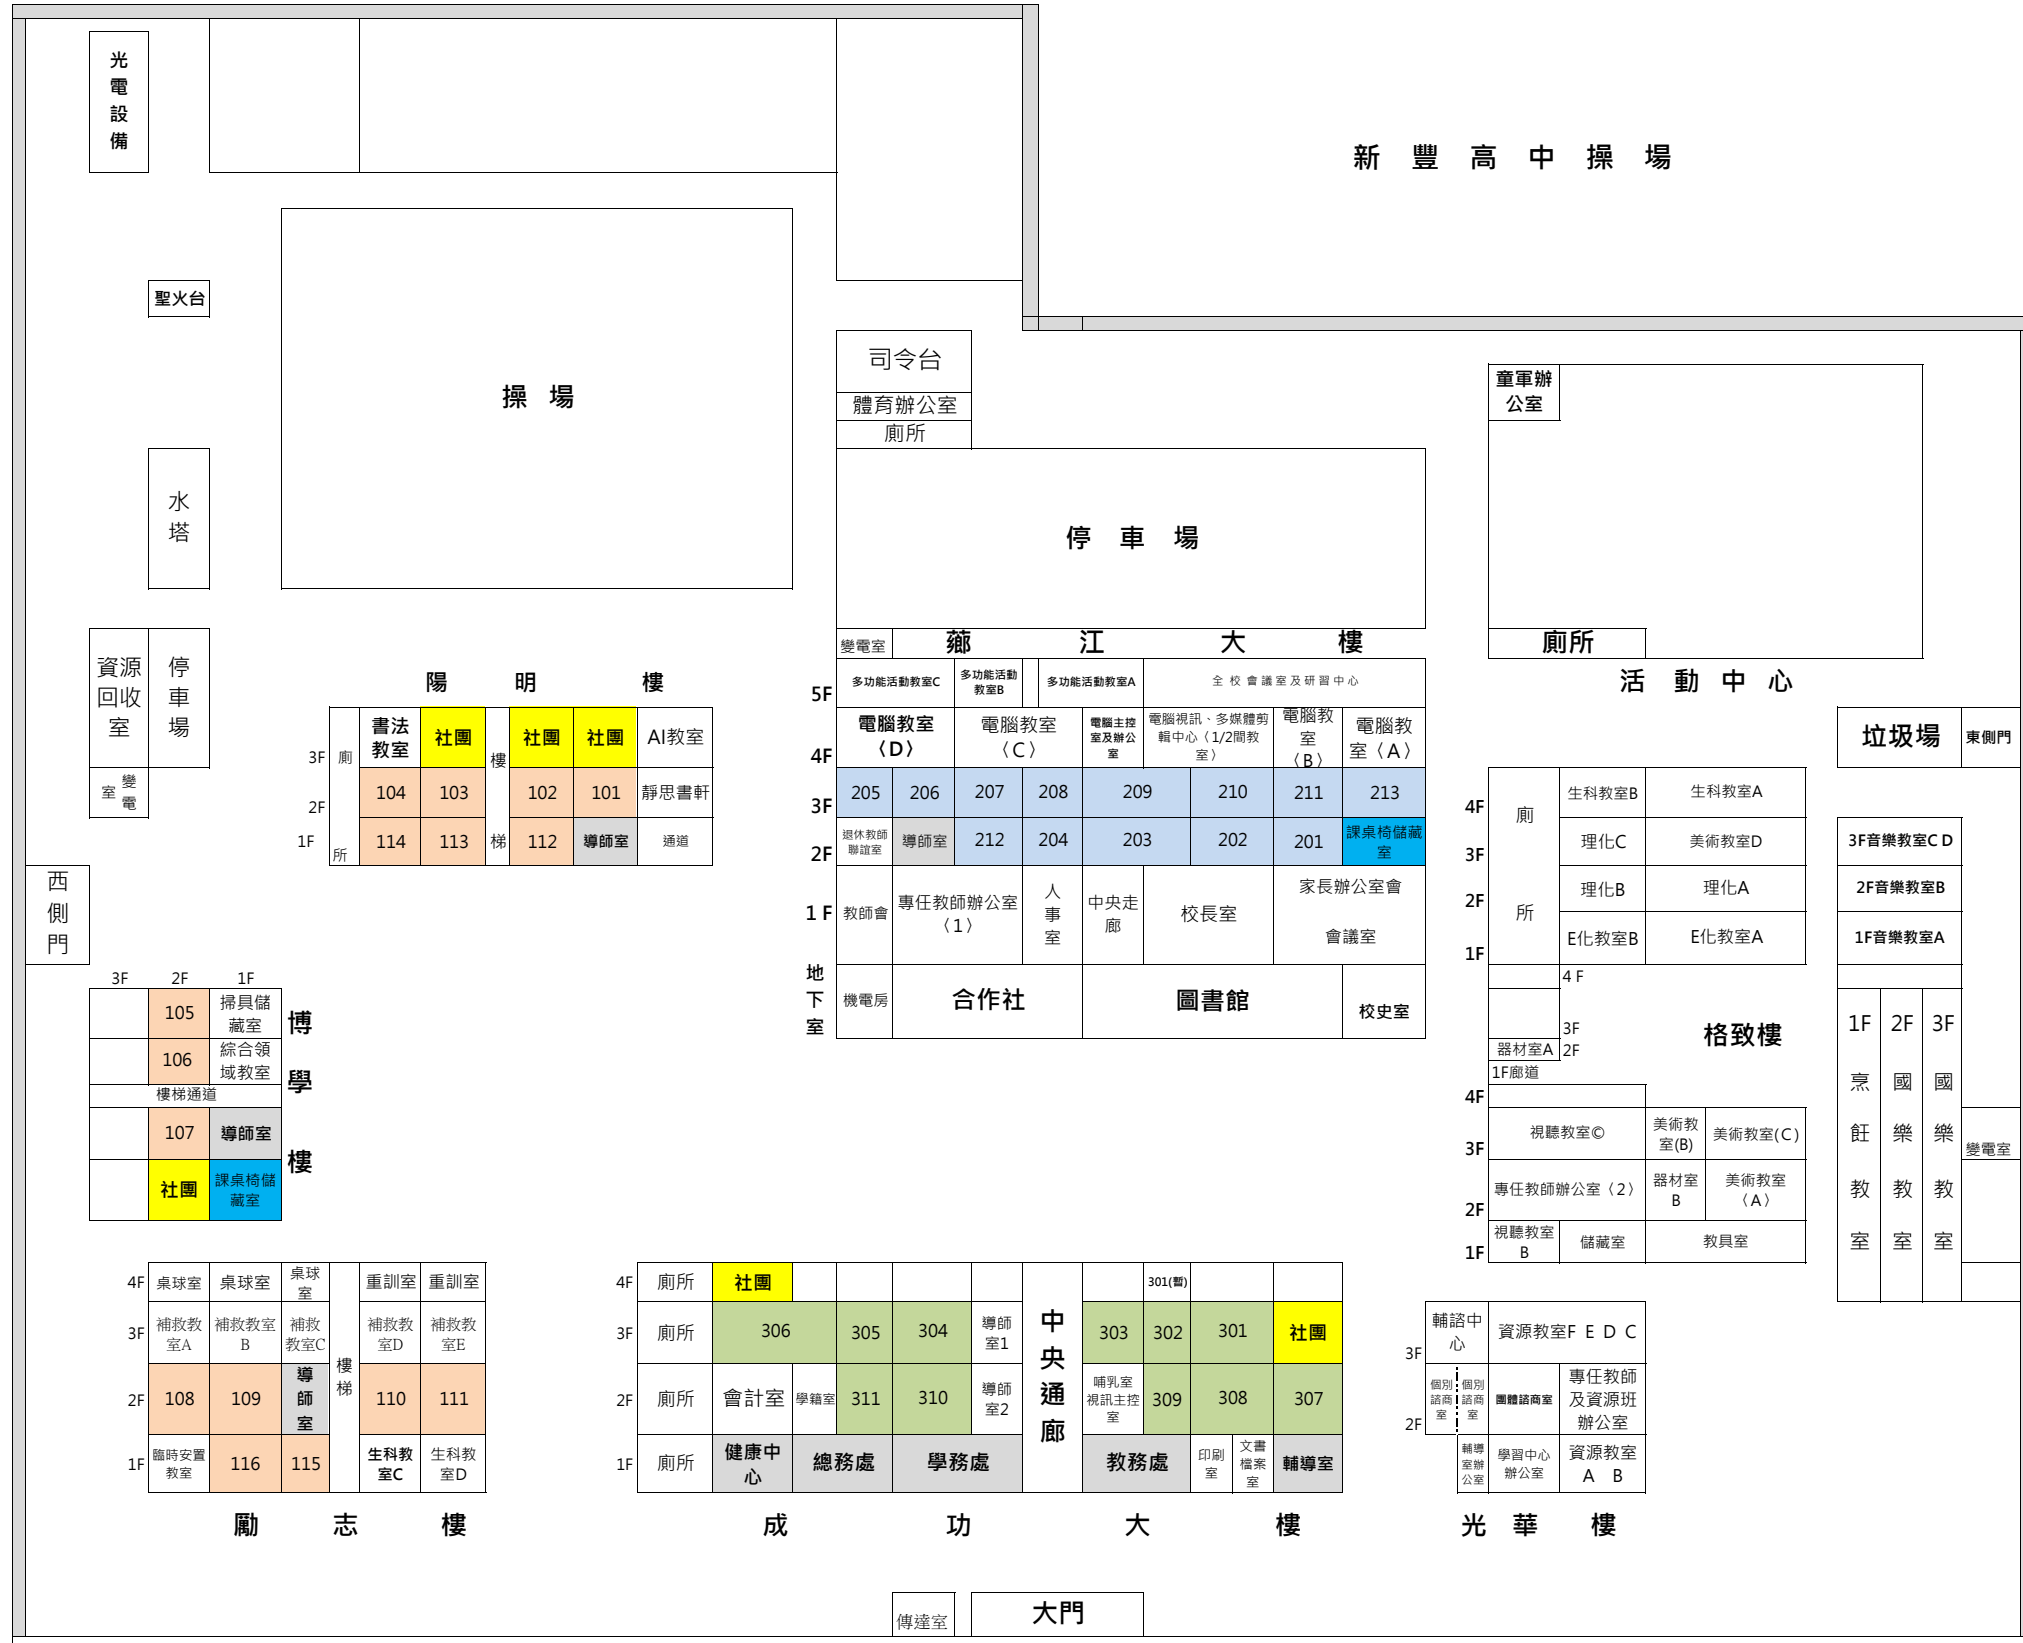 光
電
設
備
新 豐 高 中 操 場
聖火台
操 場
水
塔
司令台
體育辦公室
廁所
停 車 場
童軍辦
公室
廁所
活 動 中 心
資源
回收
室
停
車
場
變
室 電
變電室 薌 江 大 樓
5F 多功能活動教室C 多功能活動
教室B 多功能活動教室A 全 校 會 議 室 及 研 習 中 心
4F 電腦教室
〈D〉 電腦教室
〈C〉 電腦主控
室及辦公
室 電腦視訊、多媒體剪
輯中心〈1/2間教
室〉 電腦教
室
〈B〉 電腦教
室〈A〉
3F 205 206 207 208 209 210 211 213
2F 退休教師
聯誼室 導師室 212 204 203 202 201 課桌椅儲藏
室
1F 教師會 專任教師辦公室
〈1〉 人
事
室 中央走
廊 校長室 家長辦公室會
會議室
地
下
室 機電房 合作社 圖書館 校史室
陽 明 樓
3F 廁 書法
教室 社團 樓 社團 社團 AI教室
2F 104 103 102 101 靜思書軒
1F 所 114 113 梯 112 導師室 通道
西
側
門
3F 2F 1F
105 掃具儲
藏室
106 綜合領
域教室
樓梯通道
107 導師室
社團 課桌椅儲
藏室
博
學
樓
垃圾場 東側門
4F 廁 生科教室B 生科教室A
3F 理化C 美術教室D
2F 所 理化B 理化A
1F E化教室B E化教室A
4 F
3F
器材室A 2F
1F廊道
格致樓
4F
3F 視聽教室© 美術教
室(B) 美術教室(C)
2F 專任教師辦公室〈2〉 器材室
B 美術教室
〈A〉
1F 視聽教室
B 儲藏室 教具室
3F音樂教室C D
2F音樂教室B
1F音樂教室A
1F 2F 3F
烹 國 國
飪 樂 樂
教 教 教
室 室 室
變電室
4F 桌球室 桌球室 桌球
室 重訓室 重訓室
3F 補救教
室A 補救教室
B 補救
教室C 補救教
室D 補救教
室E
樓
梯
2F 108 109 導
師
室 110 111
1F 臨時安置
教室 116 115 生科教
室C 生科教
室D
勵 志 樓
4F 廁所 社團 301(暫)
3F 廁所 306 305 304 導師
室1 303 302 301 社團
中
央
通
廊
2F 廁所 會計室 學籍室 311 310 導師
室2 哺乳室
視訊主控
室 309 308 307
1F 廁所 健康中
心 總務處 學務處 教務處 印刷
室 文書
檔案
室 輔導室
成 功 大 樓
3F 輔諮中
心 資源教室F E D C
2F 個別
諮商
室 個別
諮商
室 團體諮商室 專任教師
及資源班
辦公室
輔導
室辦
公室 學習中心
辦公室 資源教室
A B
光 華 樓
傳達室 大門